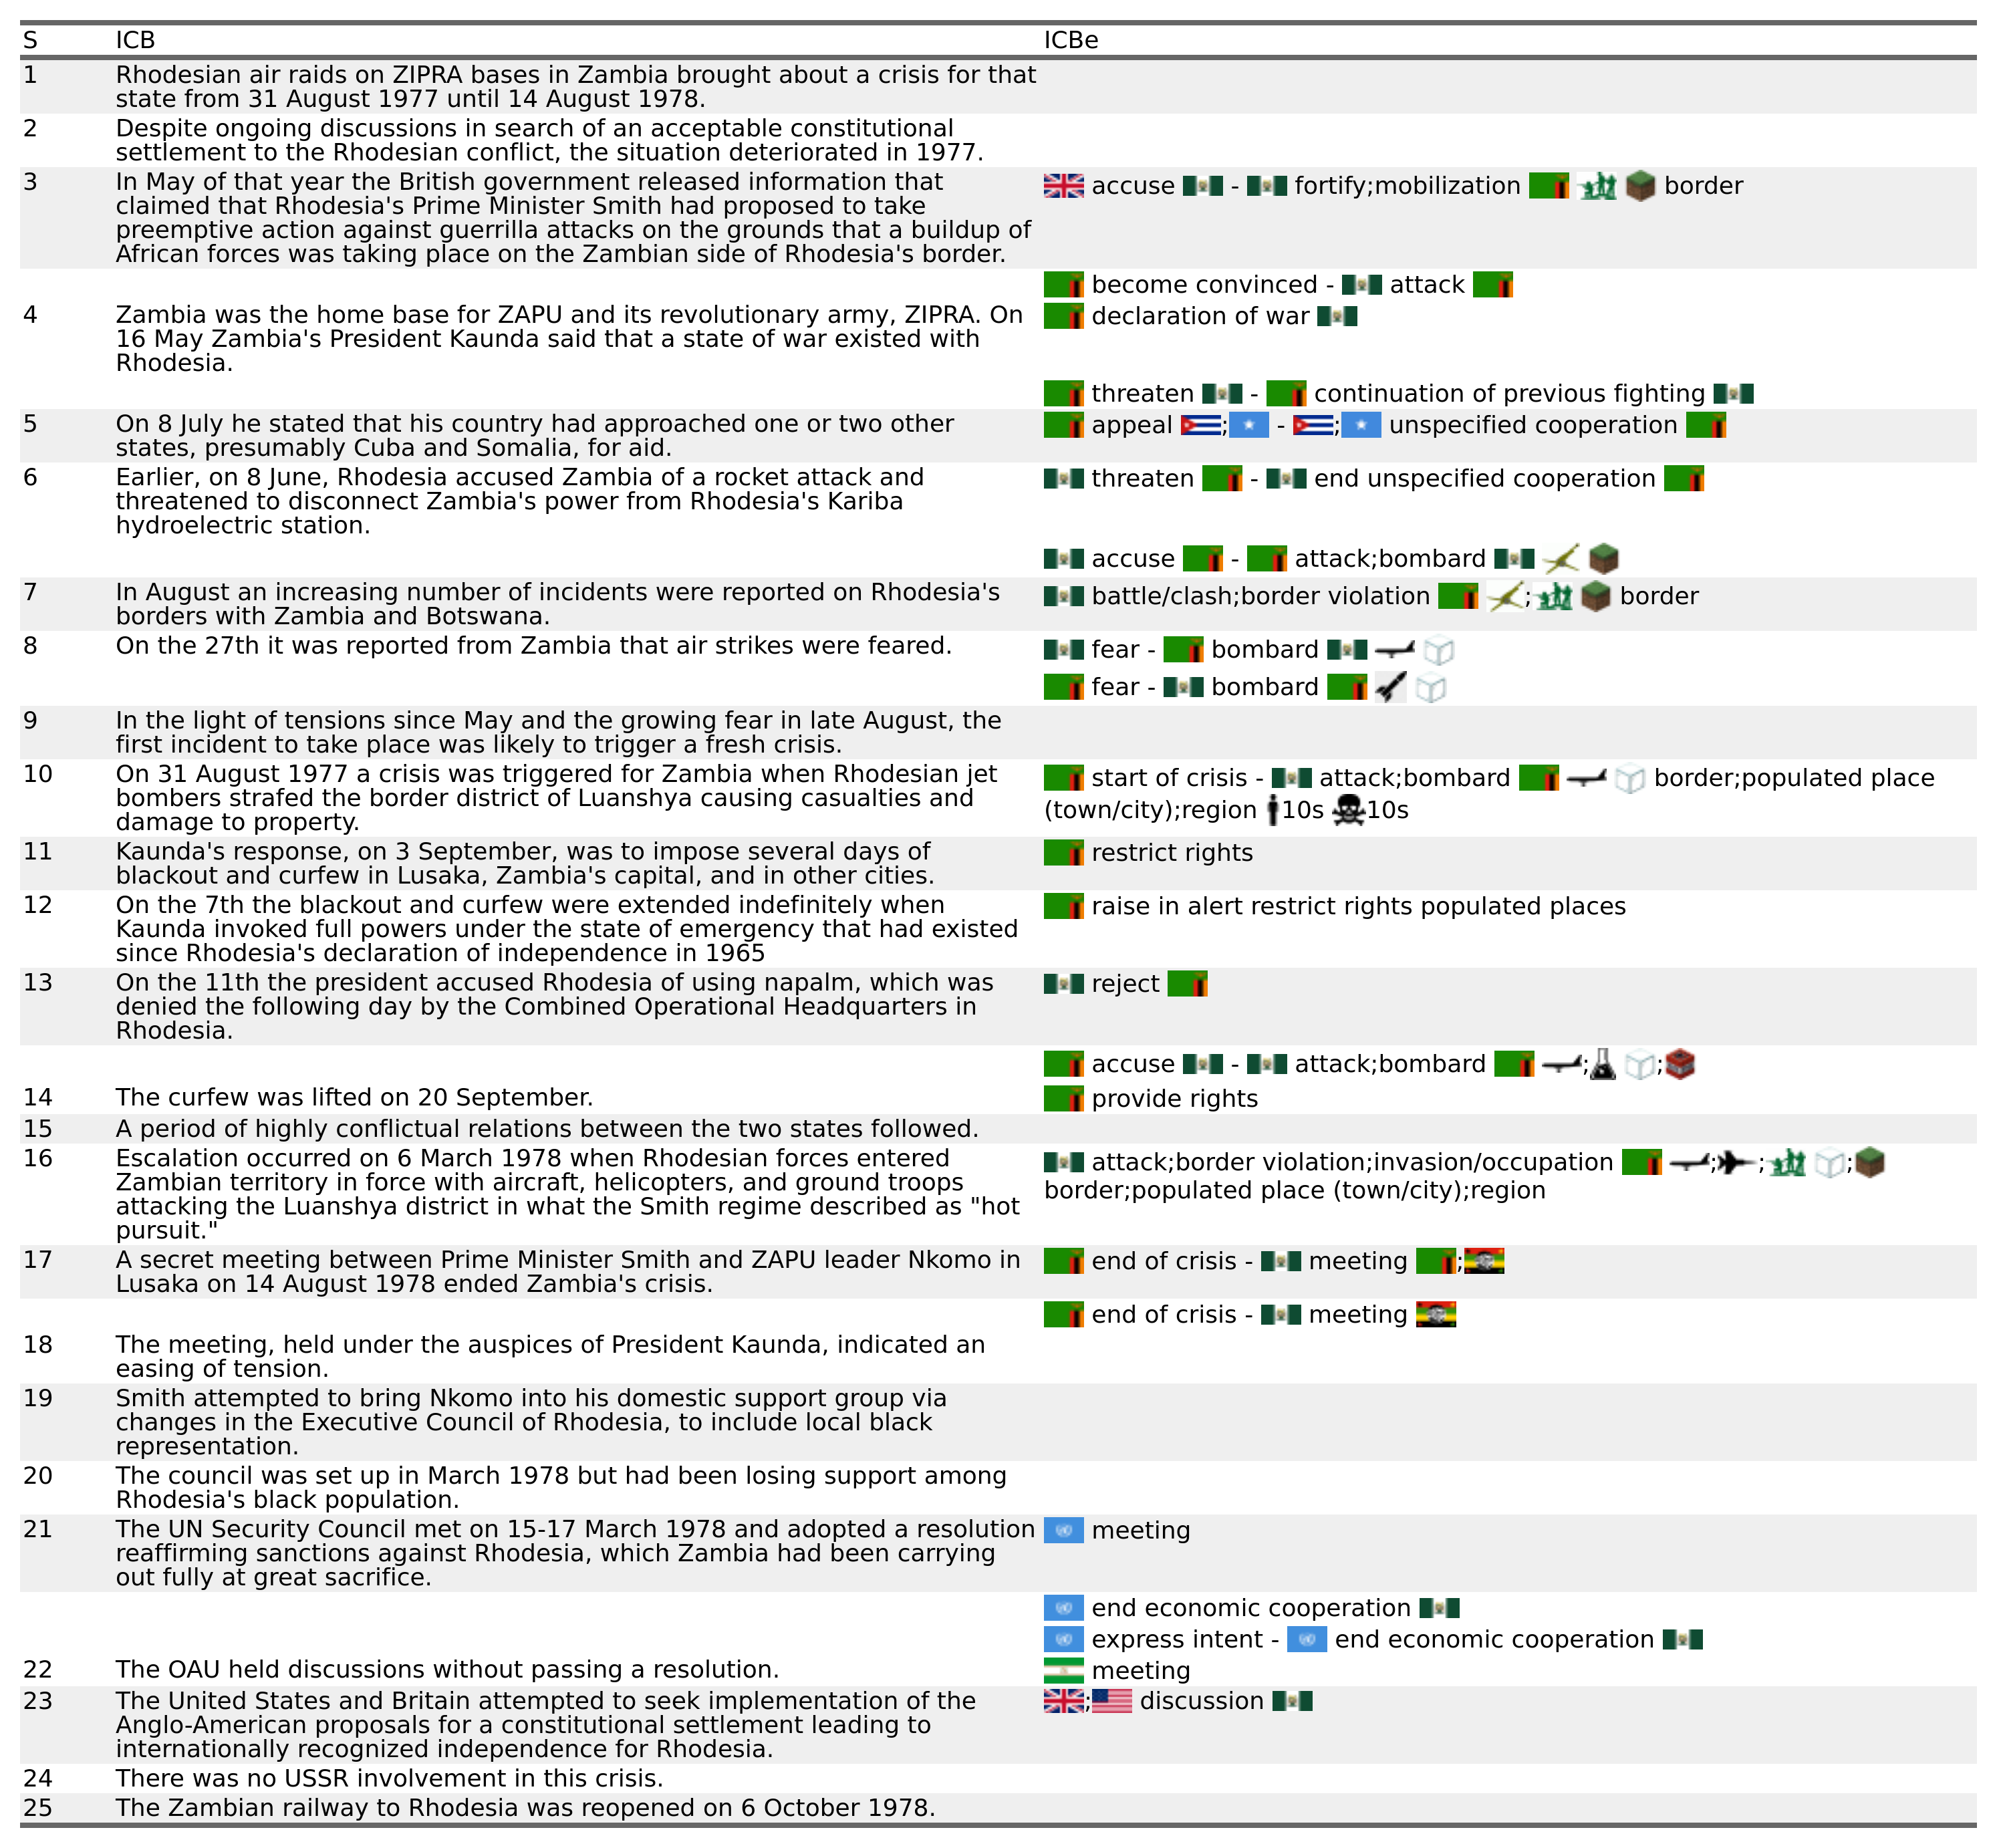 S ICB ICBe
1 Rhodesian air raids on ZIPRA bases in Zambia brought about a crisis for that
state from 31 August 1977 until 14 August 1978.
2 Despite ongoing discussions in search of an acceptable constitutional
settlement to the Rhodesian conflict, the situation deteriorated in 1977.
3 In May of that year the British government released information that
claimed that Rhodesia's Prime Minister Smith had proposed to take
preemptive action against guerrilla attacks on the grounds that a buildup of
African forces was taking place on the Zambian side of Rhodesia's border.
accuse - fortify;mobilization border
become convinced - attack
4 Zambia was the home base for ZAPU and its revolutionary army, ZIPRA. On
16 May Zambia's President Kaunda said that a state of war existed with
Rhodesia.
declaration of war
threaten - continuation of previous fighting
5 On 8 July he stated that his country had approached one or two other
states, presumably Cuba and Somalia, for aid.
appeal ; - ; unspecified cooperation
6 Earlier, on 8 June, Rhodesia accused Zambia of a rocket attack and
threatened to disconnect Zambia's power from Rhodesia's Kariba
hydroelectric station.
threaten - end unspecified cooperation
accuse - attack;bombard
7 In August an increasing number of incidents were reported on Rhodesia's
borders with Zambia and Botswana.
battle/clash;border violation ; border
8 On the 27th it was reported from Zambia that air strikes were feared.
fear - bombard
fear - bombard
9 In the light of tensions since May and the growing fear in late August, the
first incident to take place was likely to trigger a fresh crisis.
10 On 31 August 1977 a crisis was triggered for Zambia when Rhodesian jet
bombers strafed the border district of Luanshya causing casualties and
damage to property.
start of crisis - attack;bombard border;populated place
(town/city);region 10s 10s
11 Kaunda's response, on 3 September, was to impose several days of
blackout and curfew in Lusaka, Zambia's capital, and in other cities.
restrict rights
12 On the 7th the blackout and curfew were extended indefinitely when
Kaunda invoked full powers under the state of emergency that had existed
since Rhodesia's declaration of independence in 1965
raise in alert restrict rights populated places
13 On the 11th the president accused Rhodesia of using napalm, which was
denied the following day by the Combined Operational Headquarters in
Rhodesia.
reject
accuse - attack;bombard ; ;
14 The curfew was lifted on 20 September.
provide rights
15 A period of highly conflictual relations between the two states followed.
16 Escalation occurred on 6 March 1978 when Rhodesian forces entered
Zambian territory in force with aircraft, helicopters, and ground troops
attacking the Luanshya district in what the Smith regime described as "hot
pursuit."
attack;border violation;invasion/occupation ; ; ;
border;populated place (town/city);region
17 A secret meeting between Prime Minister Smith and ZAPU leader Nkomo in
Lusaka on 14 August 1978 ended Zambia's crisis.
end of crisis - meeting ;
end of crisis - meeting
18 The meeting, held under the auspices of President Kaunda, indicated an
easing of tension.
19 Smith attempted to bring Nkomo into his domestic support group via
changes in the Executive Council of Rhodesia, to include local black
representation.
20 The council was set up in March 1978 but had been losing support among
Rhodesia's black population.
21 The UN Security Council met on 15-17 March 1978 and adopted a resolution
reaffirming sanctions against Rhodesia, which Zambia had been carrying
out fully at great sacrifice.
meeting
end economic cooperation
express intent - end economic cooperation
22 The OAU held discussions without passing a resolution.
meeting
23 The United States and Britain attempted to seek implementation of the
Anglo-American proposals for a constitutional settlement leading to
internationally recognized independence for Rhodesia.
; discussion
24 There was no USSR involvement in this crisis.
25 The Zambian railway to Rhodesia was reopened on 6 October 1978.